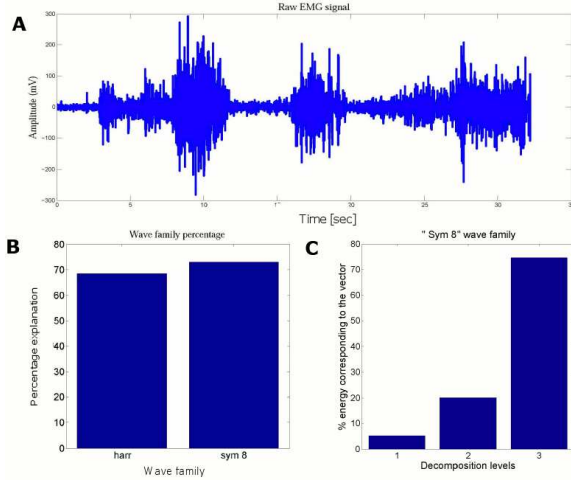 Raw EMG signal
A
Amplitude (mV)
300
200
100
0
-100
-200
-300
0
5
10
20
25
30
35
Time [sec]
B
Wave family percentage
Percentage explanation
80
70
60
50
40
30
20
10
0
harr
sym 8
Wave family
C
" Sym 8" wave family
% energy corresponding to the vector
80
70
60
50
40
30
20
10
0
1
2
3
Decomposition levels